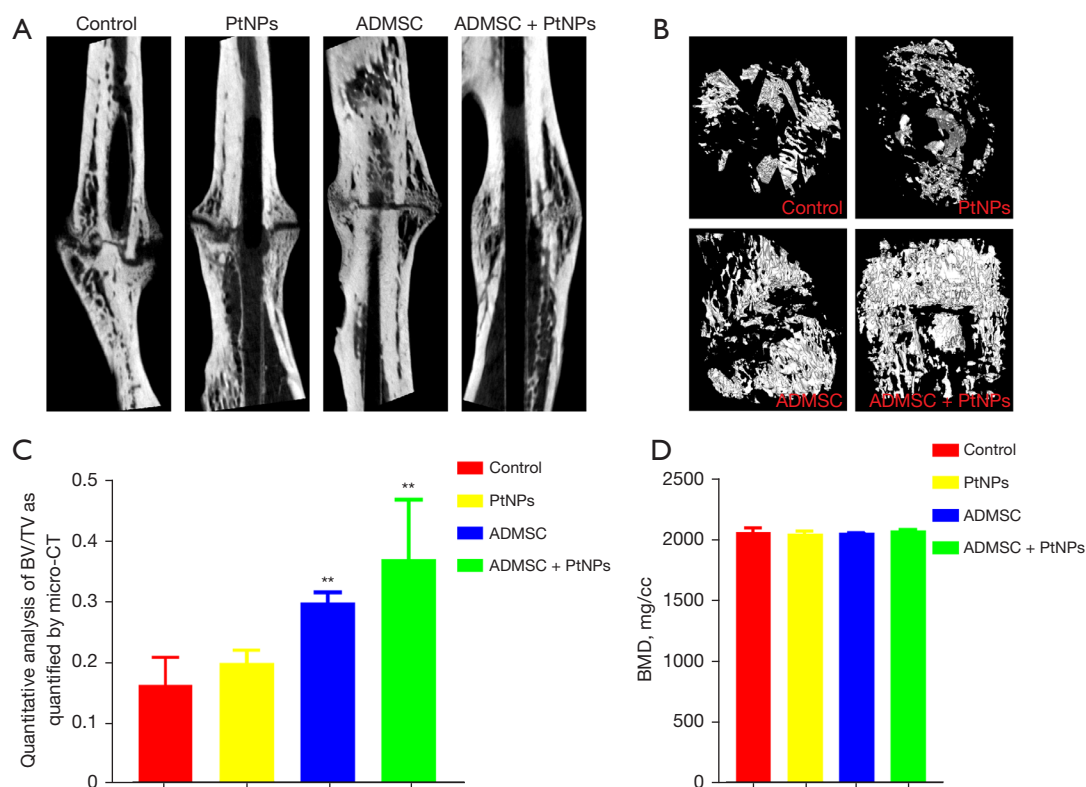 A
Control
PtNPs
ADMSC
ADMSC + PtNPs
B
Control
PtNPs
ADMSC
ADMSC + PtNPs
C
Quantitative analysis of BV/TV as
quantified by micro-CT
0.5
0.4
0.3
0.2
0.1
0
**
**
Control
PtNPs
ADMSC
ADMSC + PtNPs
D
BMD, mg/cc
2500
2000
1500
1000
500
0
Control
PtNPs
ADMSC
ADMSC + PtNPs